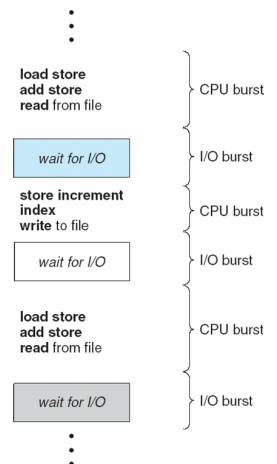 load store
add store
read from file
CPU burst
wait for I/O
I/O burst
store increment
index
write to file
CPU burst
wait for I/O
I/O burst
load store
add store
read from file
CPU burst
wait for I/O
I/O burst